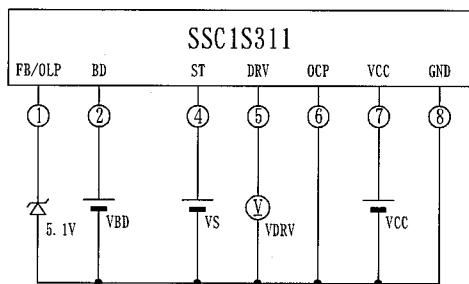 SSC1S311
FB/OLP BD ST DRV OCP VCC GND
1 2 4 5 6 7 8
5.1V VBD VS V VDRV VCC